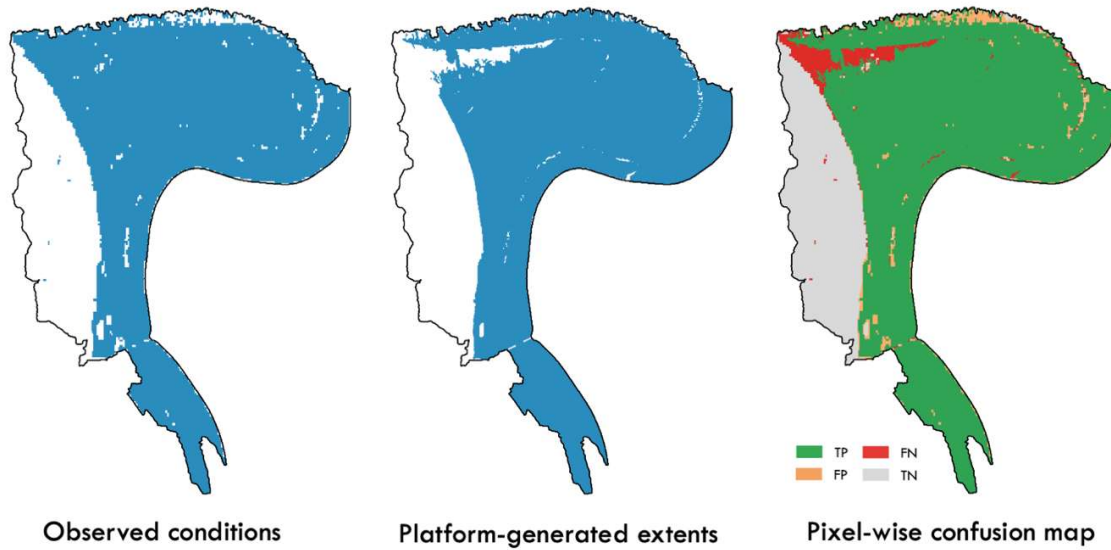 TP FN
FP TN
Observed conditions Platform-generated extents Pixel-wise confusion map